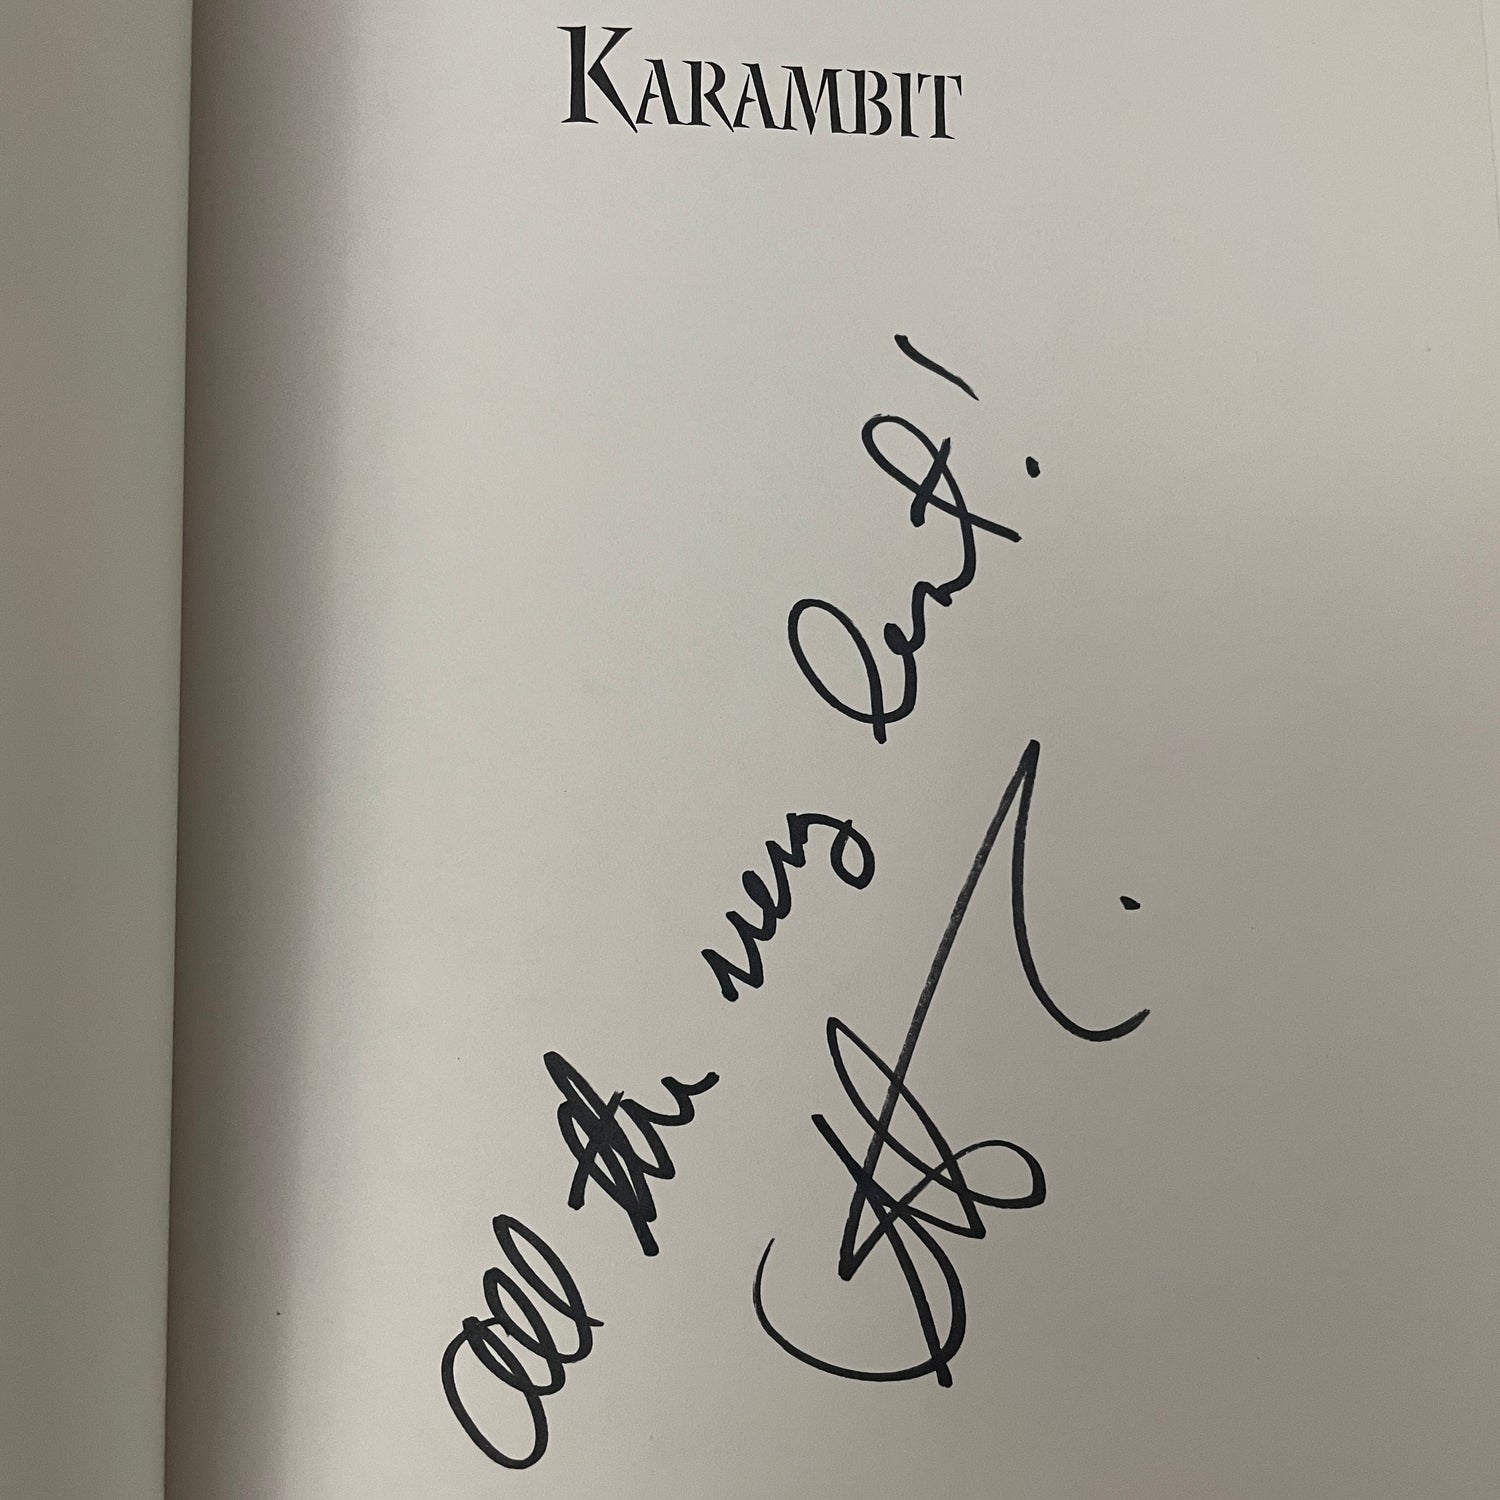 KARAMBIT
All the very best!